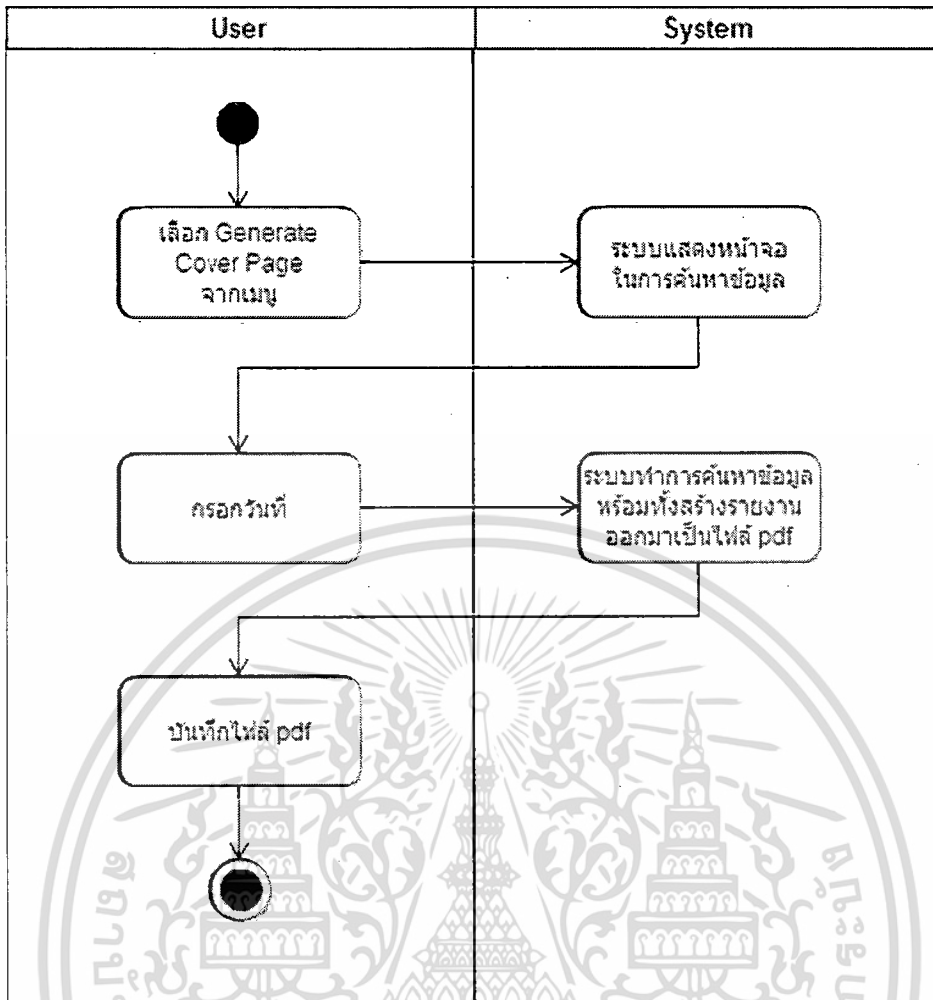 User
System
เลือก Generate
Cover Page
จากเมนู
ระบบแสดงหน้าจอ
ในการค้นหาข้อมูล
กรอกวันที่
ระบบทำการค้นหาข้อมูล
พร้อมทั้งสร้างรายงาน
ออกมาเป็นไฟล์ pdf
บันทึกไฟล์ pdf